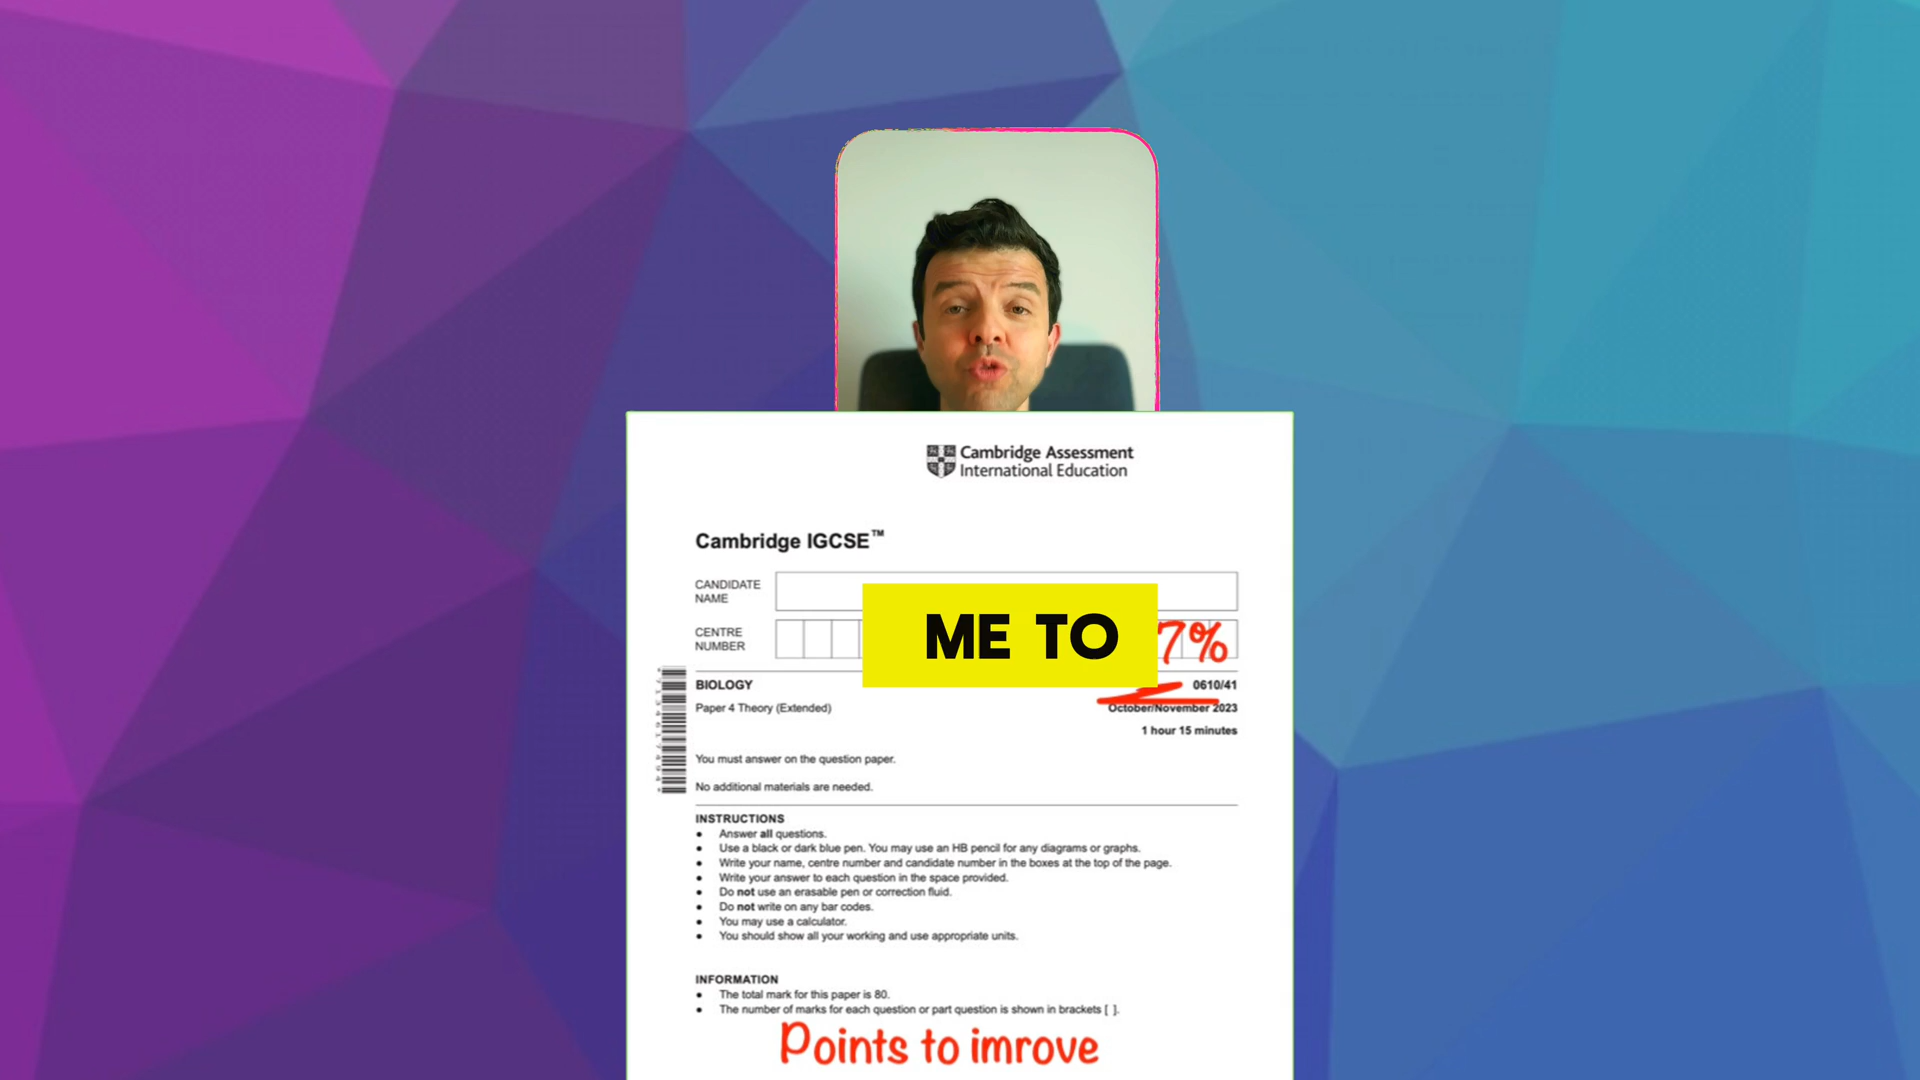 Cambridge Assessment
International Education
Cambridge IGCSE™
CANDIDATE
NAME
CENTRE
NUMBER
ME TO
7%
BIOLOGY
0610/41
Paper 4 Theory (Extended)
October/November 2023
1 hour 15 minutes
You must answer on the question paper.
No additional materials are needed.
INSTRUCTIONS
• Answer all questions.
• Use a black or dark blue pen. You may use an HB pencil for any diagrams or graphs.
• Write your name, centre number and candidate number in the boxes at the top of the page.
• Write your answer to each question in the space provided.
• Do not use an erasable pen or correction fluid.
• Do not write on any bar codes.
• You may use a calculator.
• You should show all your working and use appropriate units.
INFORMATION
• The total mark for this paper is 80.
• The number of marks for each question or part question is shown in brackets [ ].
Points to imrove